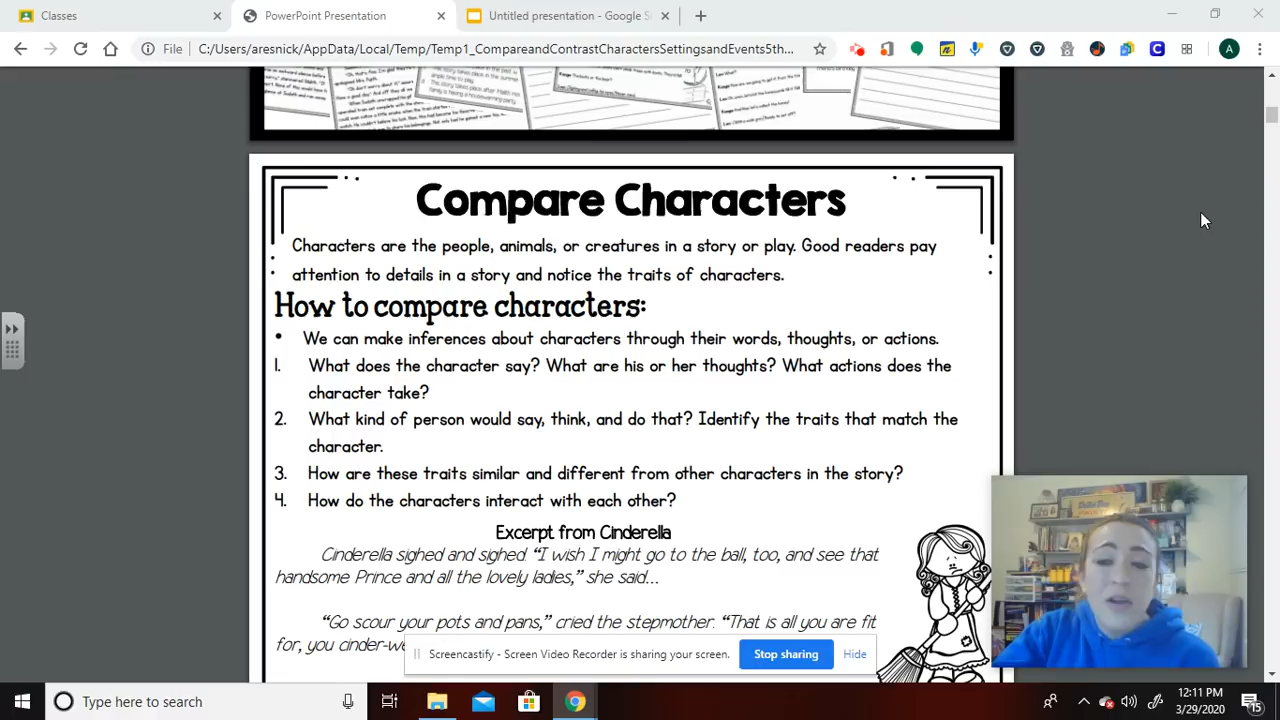 Classes
PowerPoint Presentation
Untitled presentation - Google S
File
C:/Users/aresnick/AppData/Local/Temp/Temp1_CompareandContrastCharactersSettingsandEvents5th...
A
Compare Characters
Characters are the people, animals, or creatures in a story or play. Good readers pay
attention to details in a story and notice the traits of characters.
How to compare characters:
• We can make inferences about characters through their words, thoughts, or actions.
1. What does the character say? What are his or her thoughts? What actions does the
character take?
2. What kind of person would say, think, and do that? Identify the traits that match the
character.
3. How are these traits similar and different from other characters in the story?
4. How do the characters interact with each other?
Excerpt from Cinderella
Cinderella sighed and sighed. “I wish I might go to the ball, too, and see that
handsome Prince and all the lovely ladies,” she said…
“Go scour your pots and pans,” cried the stepmother. “That is all you are fit
for, you cinder-we
Screencastify - Screen Video Recorder is sharing your screen.
Stop sharing
Hide
Type here to search
12:11 PM
3/29/2020
15